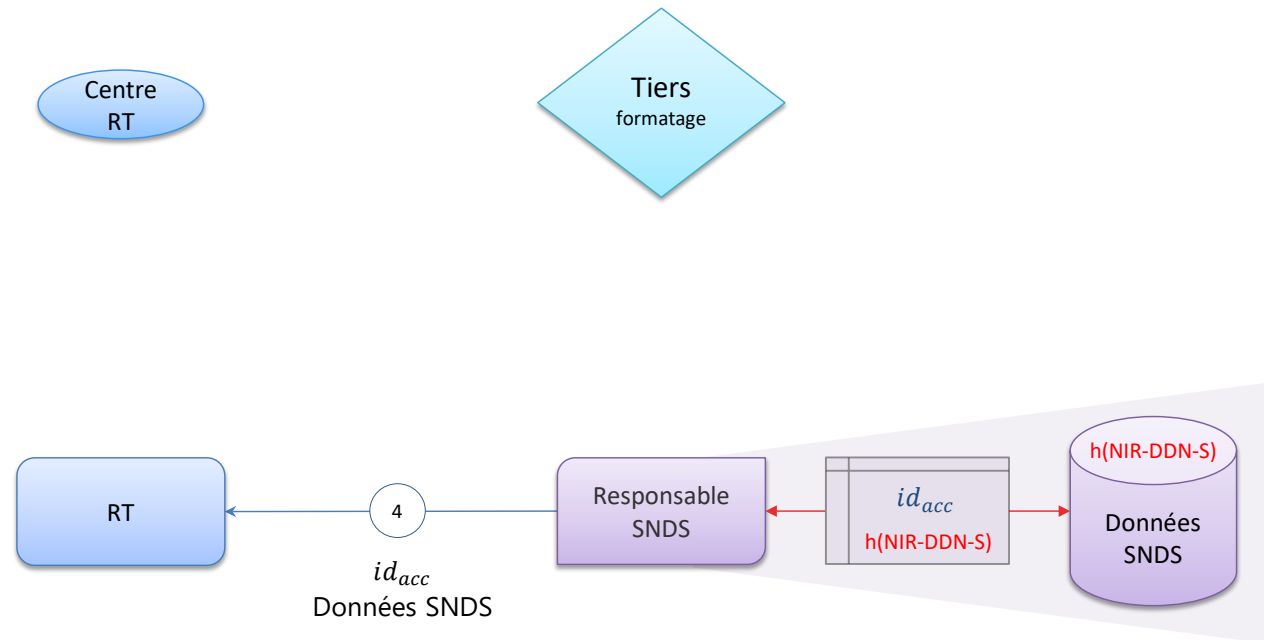 Centre
RT
Tiers
formatage
RT
4
id_acc
Données SNDS
Responsable
SNDS
id_acc
h(NIR-DDN-S)
h(NIR-DDN-S)
Données
SNDS